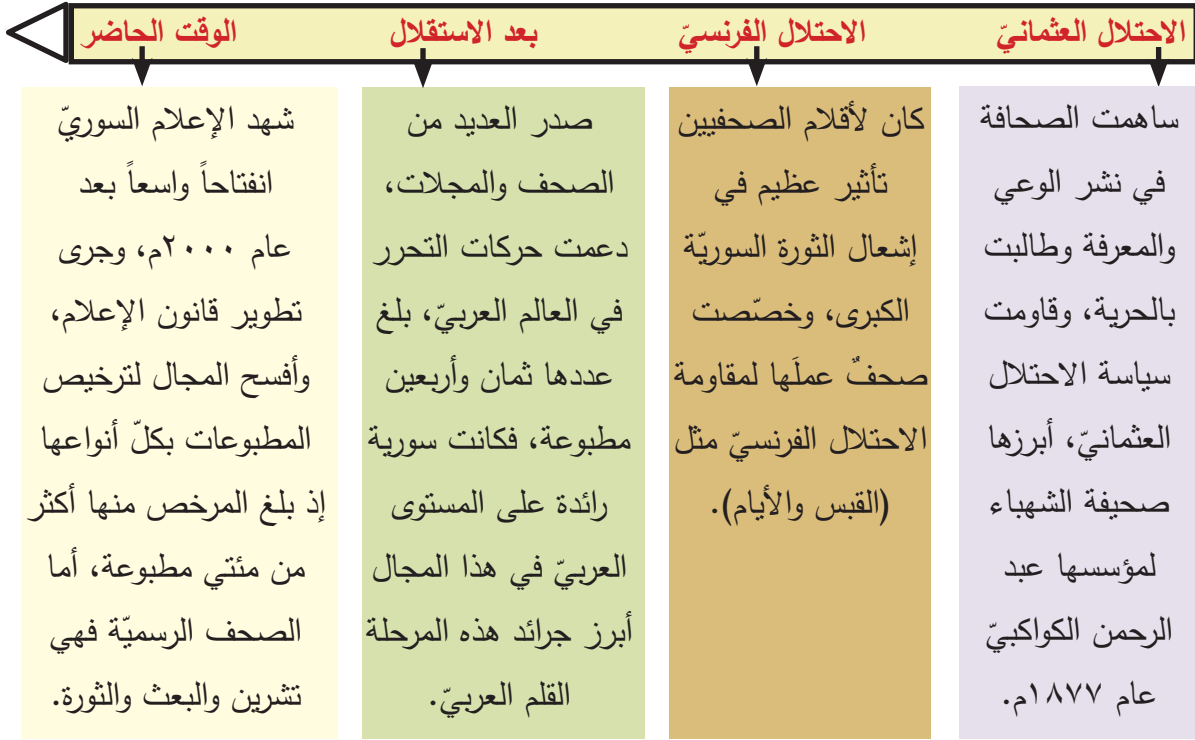 الاحتلال العثمانيّ
الاحتلال الفرنسيّ
بعد الاستقلال
الوقت الحاضر
ساهمت الصحافة
في نشر الوعي
والمعرفة وطالبت
بالحرية، وقاومت
سياسة الاحتلال
العثمانيّ، أبرزها
صحيفة الشهباء
لمؤسسها عبد
الرحمن الكواكبيّ
عام ١٨٧٧م.
كان لأقلام الصحفيين
تأثير عظيم في
إشعال الثورة السوريّة
الكبرى، وخصّصت
صحفٌ عملَها لمقاومة
الاحتلال الفرنسيّ مثل
(القبس والأيام).
صدر العديد من
الصحف والمجلات،
دعمت حركات التحرر
في العالم العربيّ، بلغ
عددها ثمان وأربعين
مطبوعة، فكانت سورية
رائدة على المستوى
العربيّ في هذا المجال
أبرز جرائد هذه المرحلة
القلم العربيّ.
شهد الإعلام السوريّ
انفتاحاً واسعاً بعد
عام ٢٠٠٠م، وجرى
تطوير قانون الإعلام،
وأفسح المجال لترخيص
المطبوعات بكلّ أنواعها
إذ بلغ المرخص منها أكثر
من مئتي مطبوعة، أما
الصحف الرسميّة فهي
تشرين والبعث والثورة.